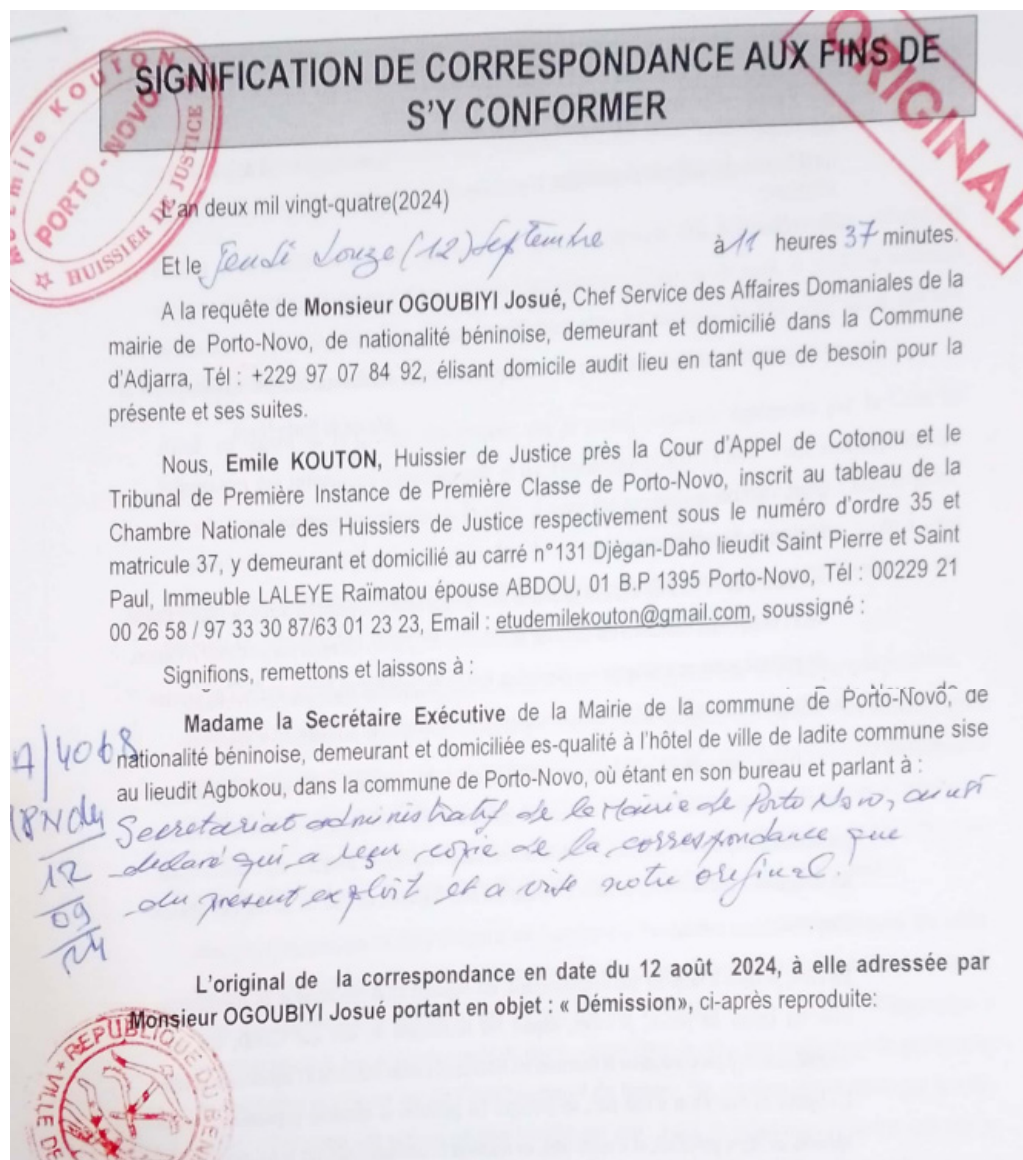 SIGNIFICATION DE CORRESPONDANCE AUX FINS DE
S'Y CONFORMER
ORIGINAL
Emile KOUTON
PORTO-NOVO
HUISSIER DE JUSTICE
L'an deux mil vingt-quatre(2024)
Et le Jeudi douze (12) Septembre à 11 heures 37 minutes.
A la requête de Monsieur OGOUBIYI Josué, Chef Service des Affaires Domaniales de la
mairie de Porto-Novo, de nationalité béninoise, demeurant et domicilié dans la Commune
d'Adjarra, Tél : +229 97 07 84 92, élisant domicile audit lieu en tant que de besoin pour la
présente et ses suites.
Nous, Emile KOUTON, Huissier de Justice près la Cour d'Appel de Cotonou et le
Tribunal de Première Instance de Première Classe de Porto-Novo, inscrit au tableau de la
Chambre Nationale des Huissiers de Justice respectivement sous le numéro d'ordre 35 et
matricule 37, y demeurant et domicilié au carré n°131 Djègan-Daho lieudit Saint Pierre et Saint
Paul, Immeuble LALEYE Raïmatou épouse ABDOU, 01 B.P 1395 Porto-Novo, Tél : 00229 21
00 26 58 / 97 33 30 87/63 01 23 23, Email : etudemilekouton@gmail.com, soussigné :
Signifions, remettons et laissons à :
Madame la Secrétaire Exécutive de la Mairie de la commune de Porto-Novo, de
nationalité béninoise, demeurant et domiciliée es-qualité à l'hôtel de ville de ladite commune sise
au lieudit Agbokou, dans la commune de Porto-Novo, où étant en son bureau et parlant à :
A/4068
12
09
24
Secretariat administratif de la Mairie de Porto Novo, ainsi
declaré qui a reçu copie de la correspondance que
du présent exploit et a visé notre original.
L'original de la correspondance en date du 12 août 2024, à elle adressée par
Monsieur OGOUBIYI Josué portant en objet : « Démission», ci-après reproduite:
REPUBLIQUE DU BENIN
VILLE DE